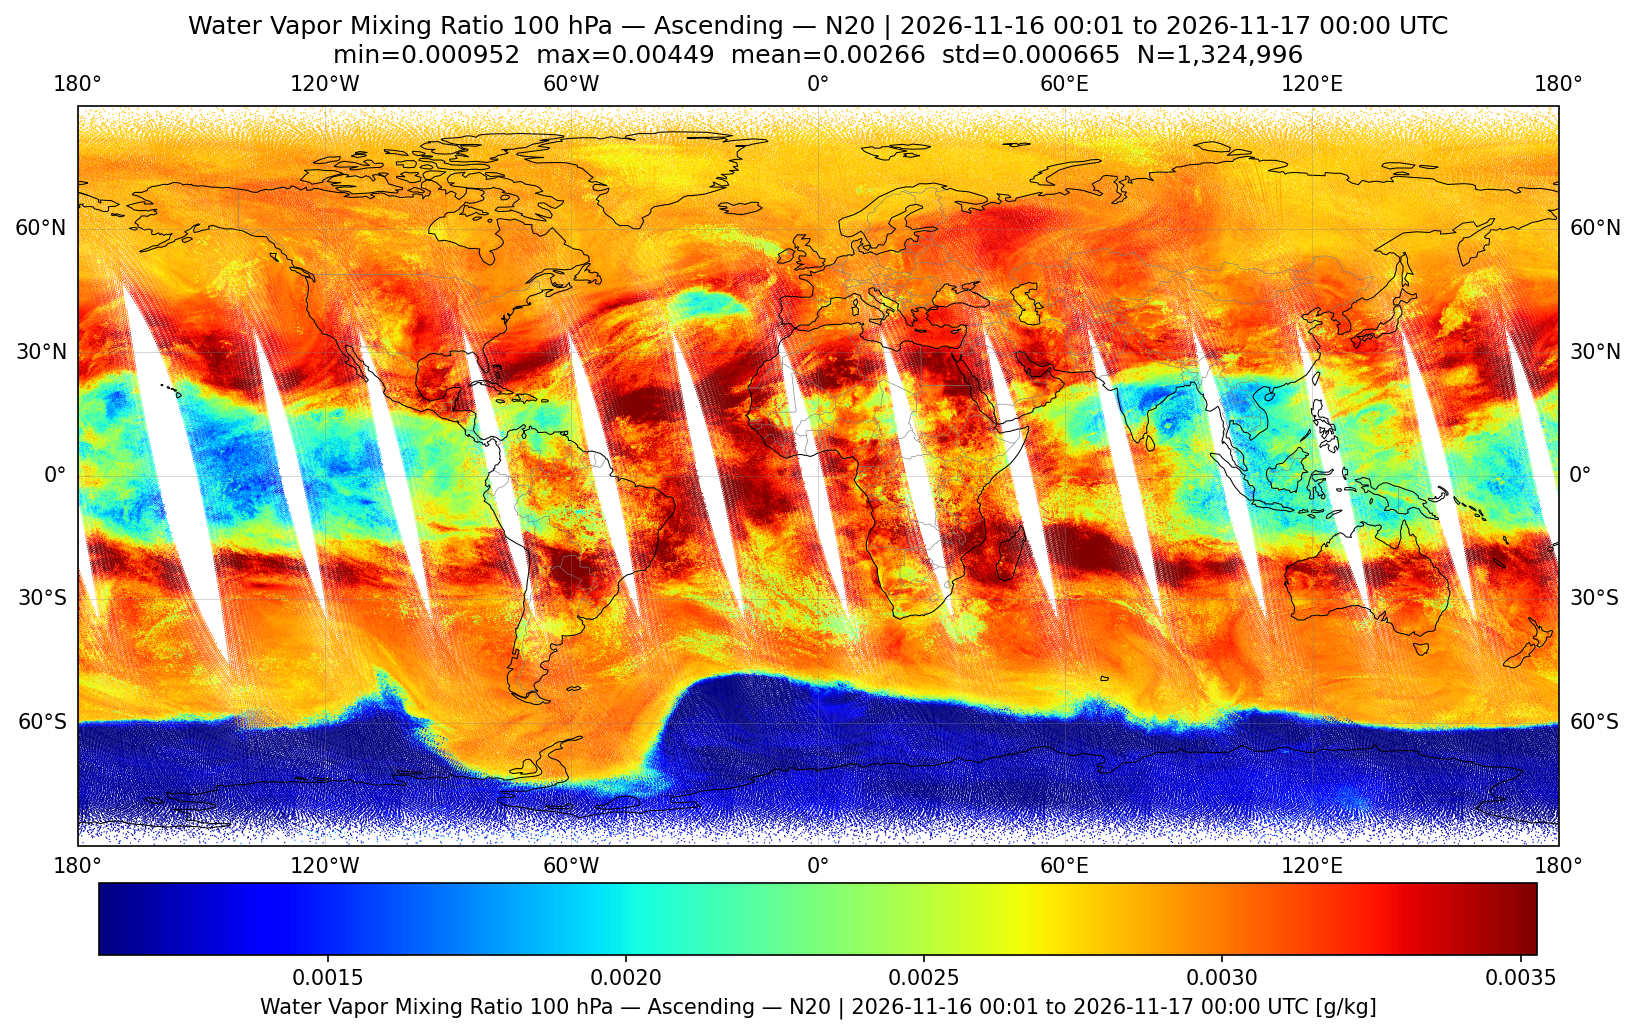 Water Vapor Mixing Ratio 100 hPa — Ascending — N20 | 2026-11-16 00:01 to 2026-11-17 00:00 UTC
min=0.000952  max=0.00449  mean=0.00266  std=0.000665  N=1,324,996
180° 120°W 60°W 0° 60°E 120°E 180°
60°N 60°N
30°N 30°N
0° 0°
30°S 30°S
60°S 60°S
180° 120°W 60°W 0° 60°E 120°E 180°
0.0015 0.0020 0.0025 0.0030 0.0035
Water Vapor Mixing Ratio 100 hPa — Ascending — N20 | 2026-11-16 00:01 to 2026-11-17 00:00 UTC [g/kg]